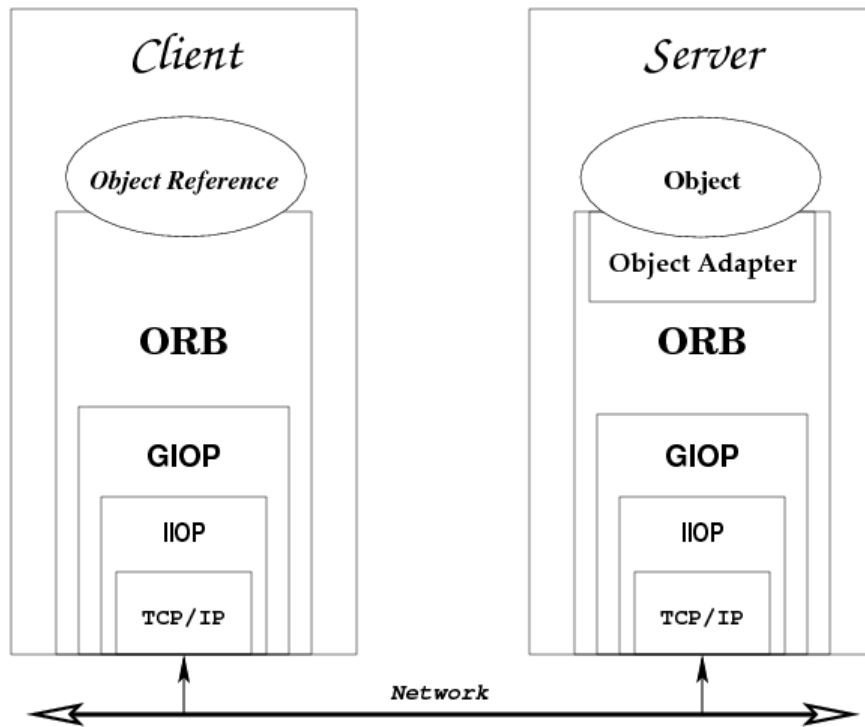 Client
Object Reference
ORB
GIOP
IIOP
TCP/IP
Server
Object
Object Adapter
ORB
GIOP
IIOP
TCP/IP
Network